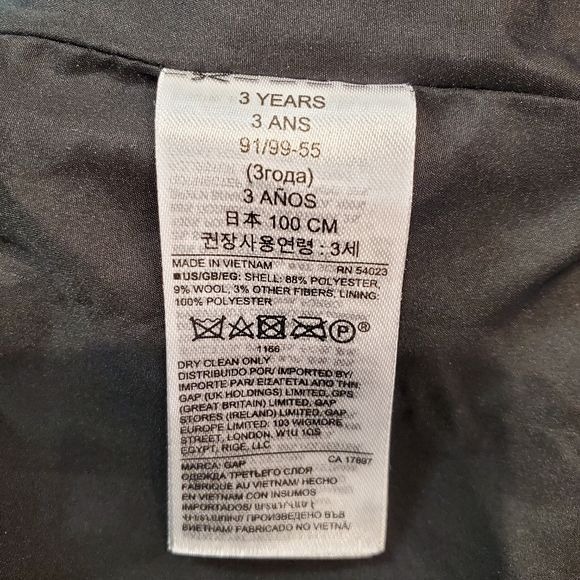 3 YEARS
3 ANS
91/99-55
(3года)
3 AÑOS
日本 100 CM
권장사용연령 : 3세
MADE IN VIETNAM RN 54023
■US/GB/EG: SHELL: 88% POLYESTER,
9% WOOL, 3% OTHER FIBERS, LINING:
100% POLYESTER
P®
1166
DRY CLEAN ONLY
DISTRIBUIDO POR/ IMPORTED BY/
IMPORTE PAR/ ΕΙΖΑΓΕΤΑΙ ΑΠΟ ΤΗΝ:
GAP (UK HOLDINGS) LIMITED, GPS
(GREAT BRITAIN) LIMITED, GAP
STORES (IRELAND) LIMITED, GAP
EUROPE LIMITED: 193 WIGMORE
STREET, LONDON, W1U 1QS
EGYPT, RIGE, LLC
MARCA: GAP CA 17897
ОДЕЖДА ТРЕТЬЕГО СЛОЯ
FABRIQUE AU VIETNAM/ HECHO
EN VIETNAM CON INSUMOS
IMPORTADOS/
ПРОИЗВЕДЕНО ВЪВ
ВИЕТНАМ/ FABRICADO NO VIETNÃ/